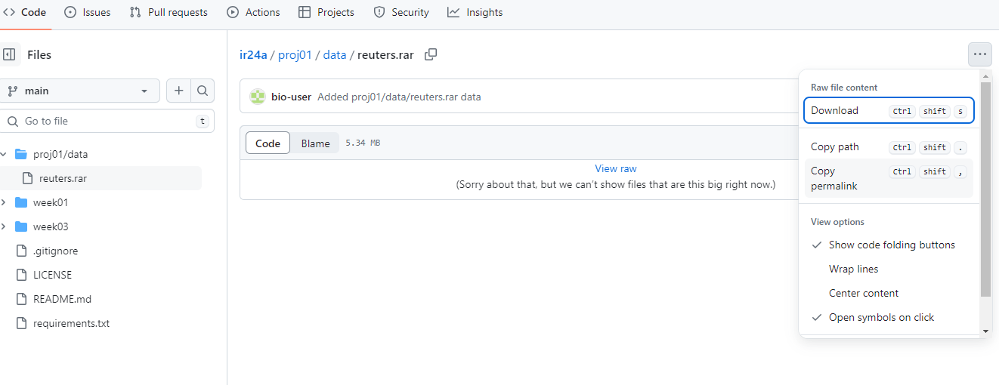 Code Issues Pull requests Actions Projects Security Insights
Files
main
Go to file t
proj01/data
reuters.rar
week01
week03
.gitignore
LICENSE
README.md
requirements.txt
ir24a / proj01 / data / reuters.rar
bio-user Added proj01/data/reuters.rar data
Code Blame 5.34 MB
View raw
(Sorry about that, but we can't show files that are this big right now.)
Raw file content
Download Ctrl shift s
Copy path Ctrl shift .
Copy Ctrl shift ,
permalink
View options
Show code folding buttons
Wrap lines
Center content
Open symbols on click